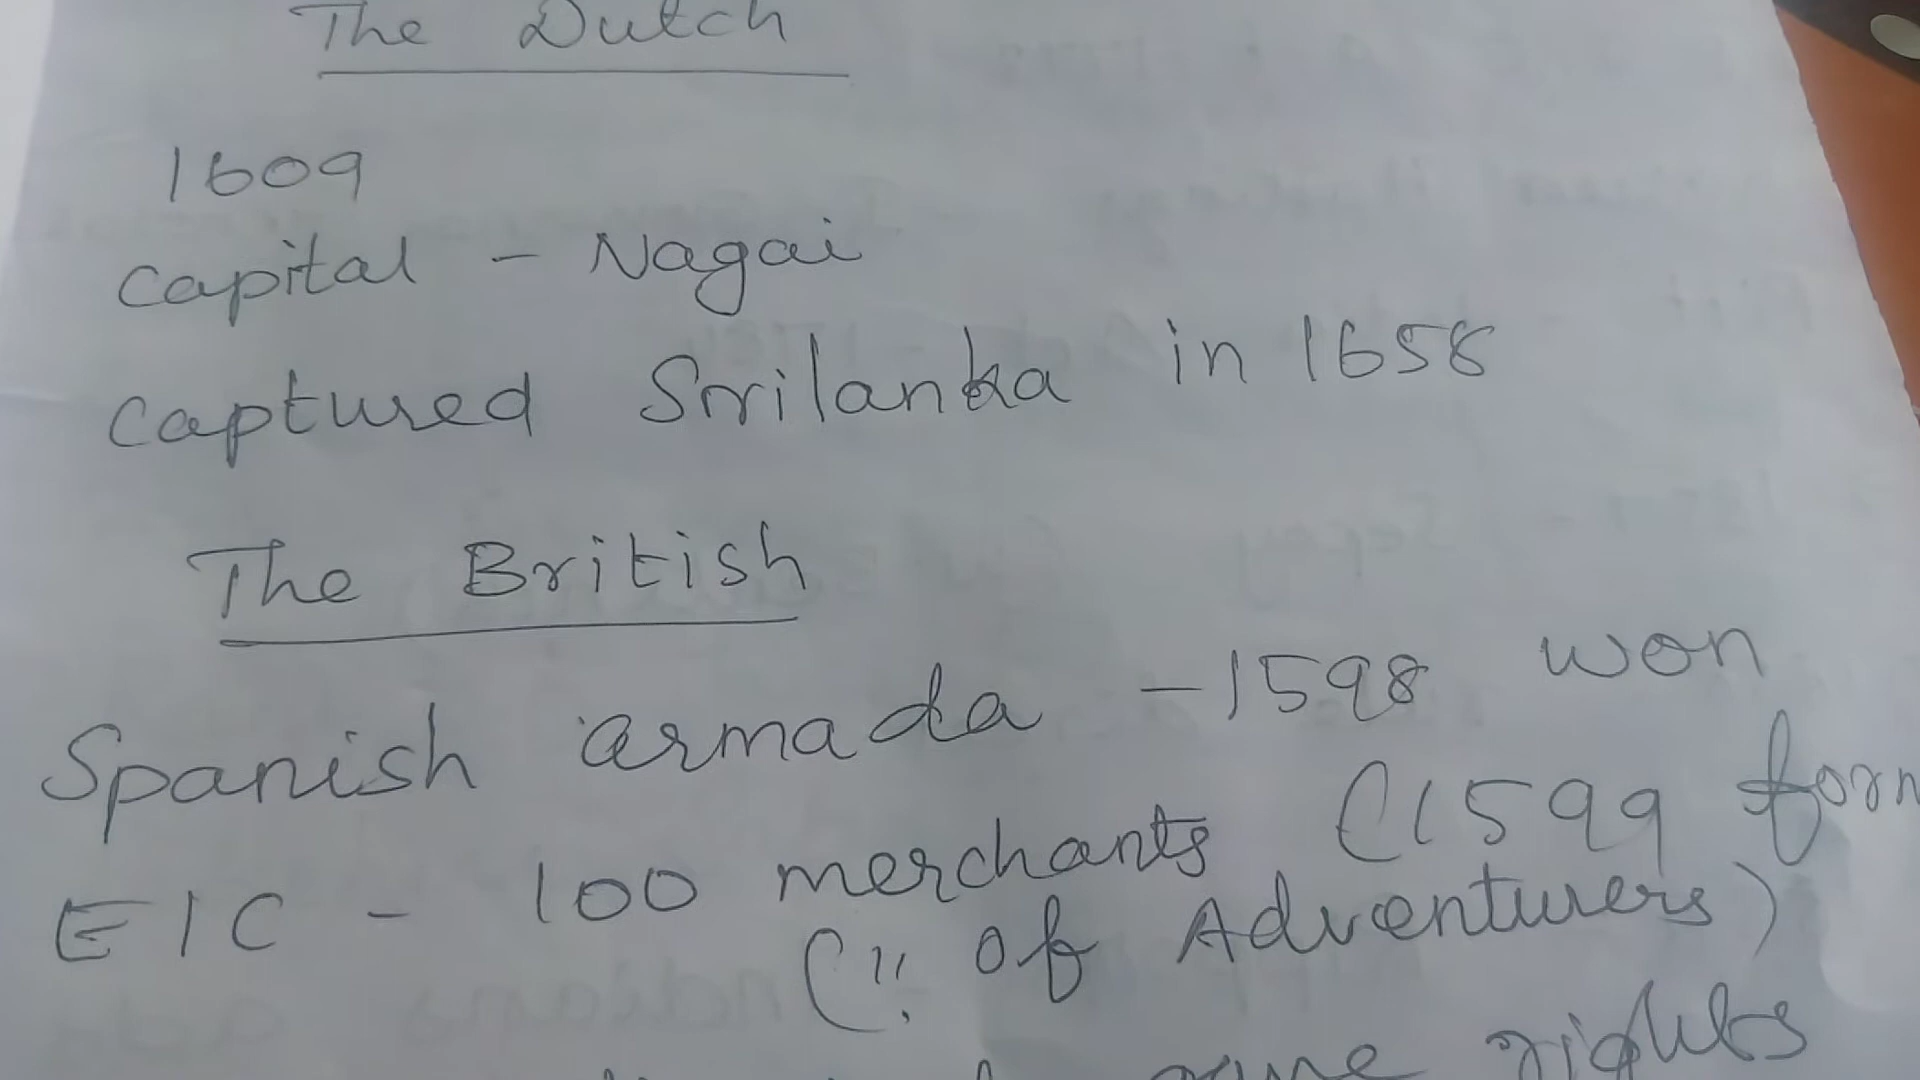 The Dutch
1609
Capital - Nagai
Captured Srilanka in 1658
The British
Spanish armada - 1598 won
EIC - 100 merchants (1599 form
(" of Adventurers)
rights